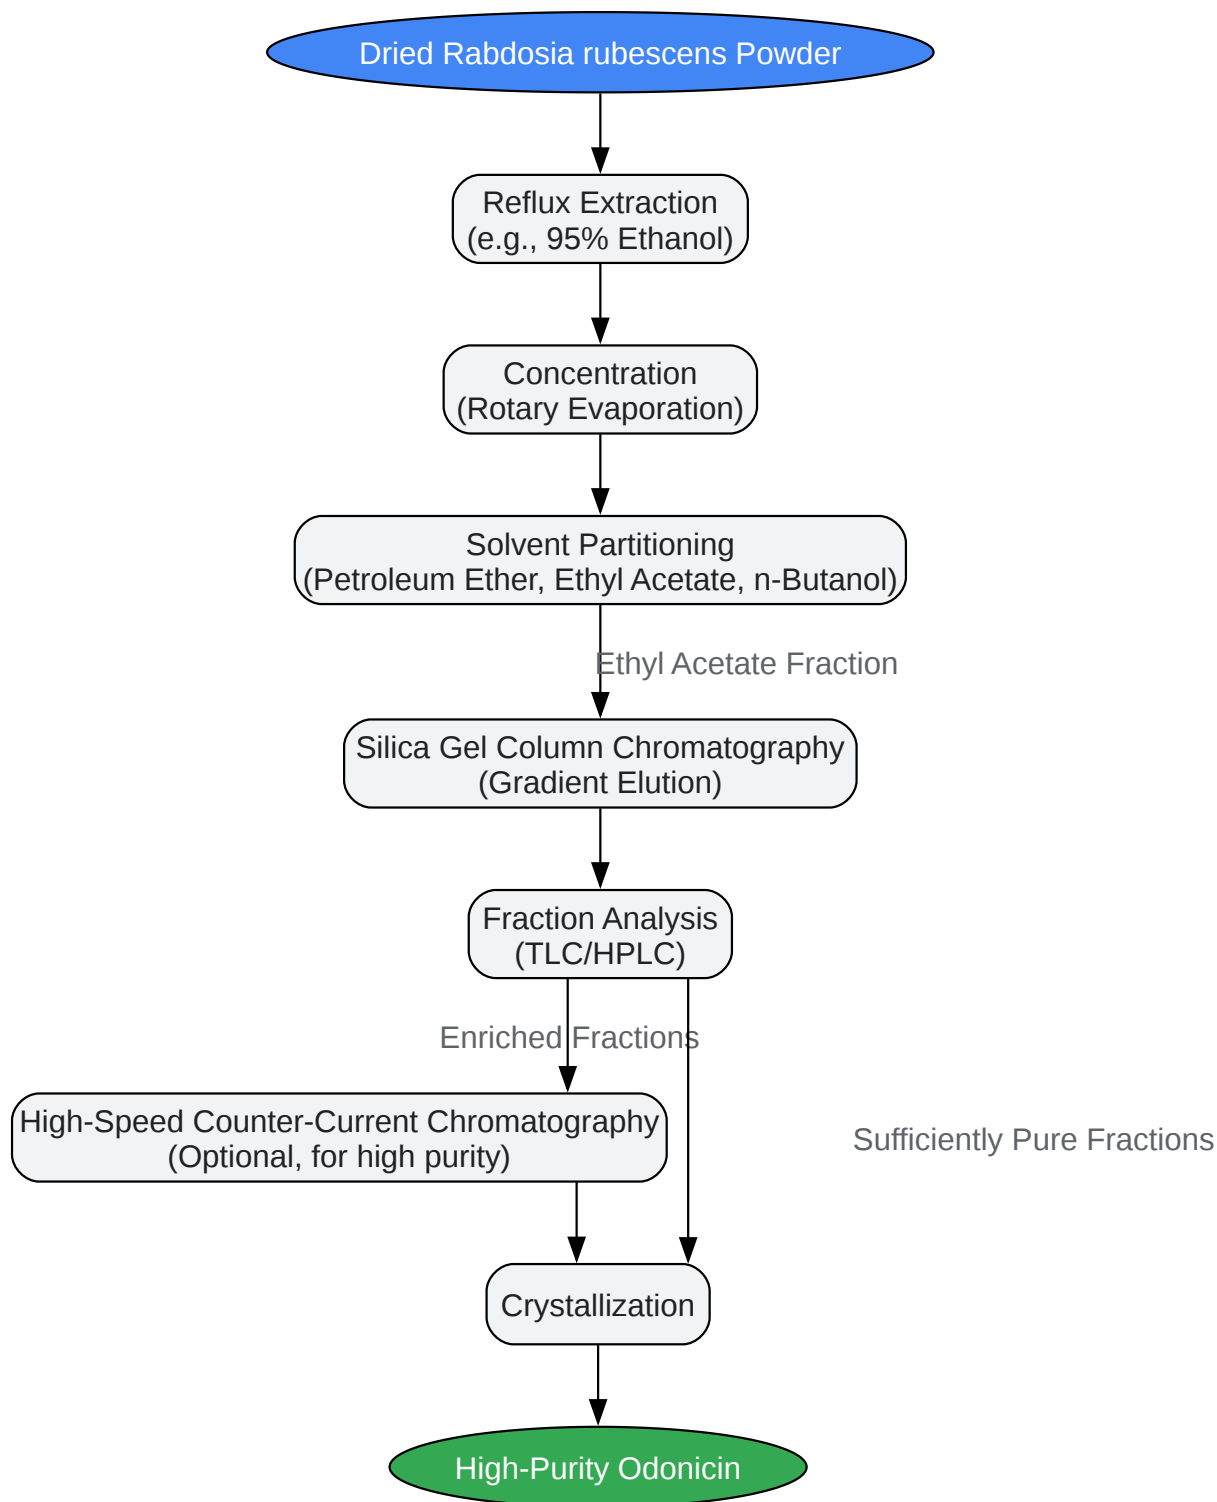 Dried Rabdosia rubescens Powder
Reflux Extraction
(e.g., 95% Ethanol)
Concentration
(Rotary Evaporation)
Solvent Partitioning
(Petroleum Ether, Ethyl Acetate, n-Butanol)
Ethyl Acetate Fraction
Silica Gel Column Chromatography
(Gradient Elution)
Fraction Analysis
(TLC/HPLC)
Enriched Fractions
High-Speed Counter-Current Chromatography
(Optional, for high purity)
Sufficiently Pure Fractions
Crystallization
High-Purity Odonicin